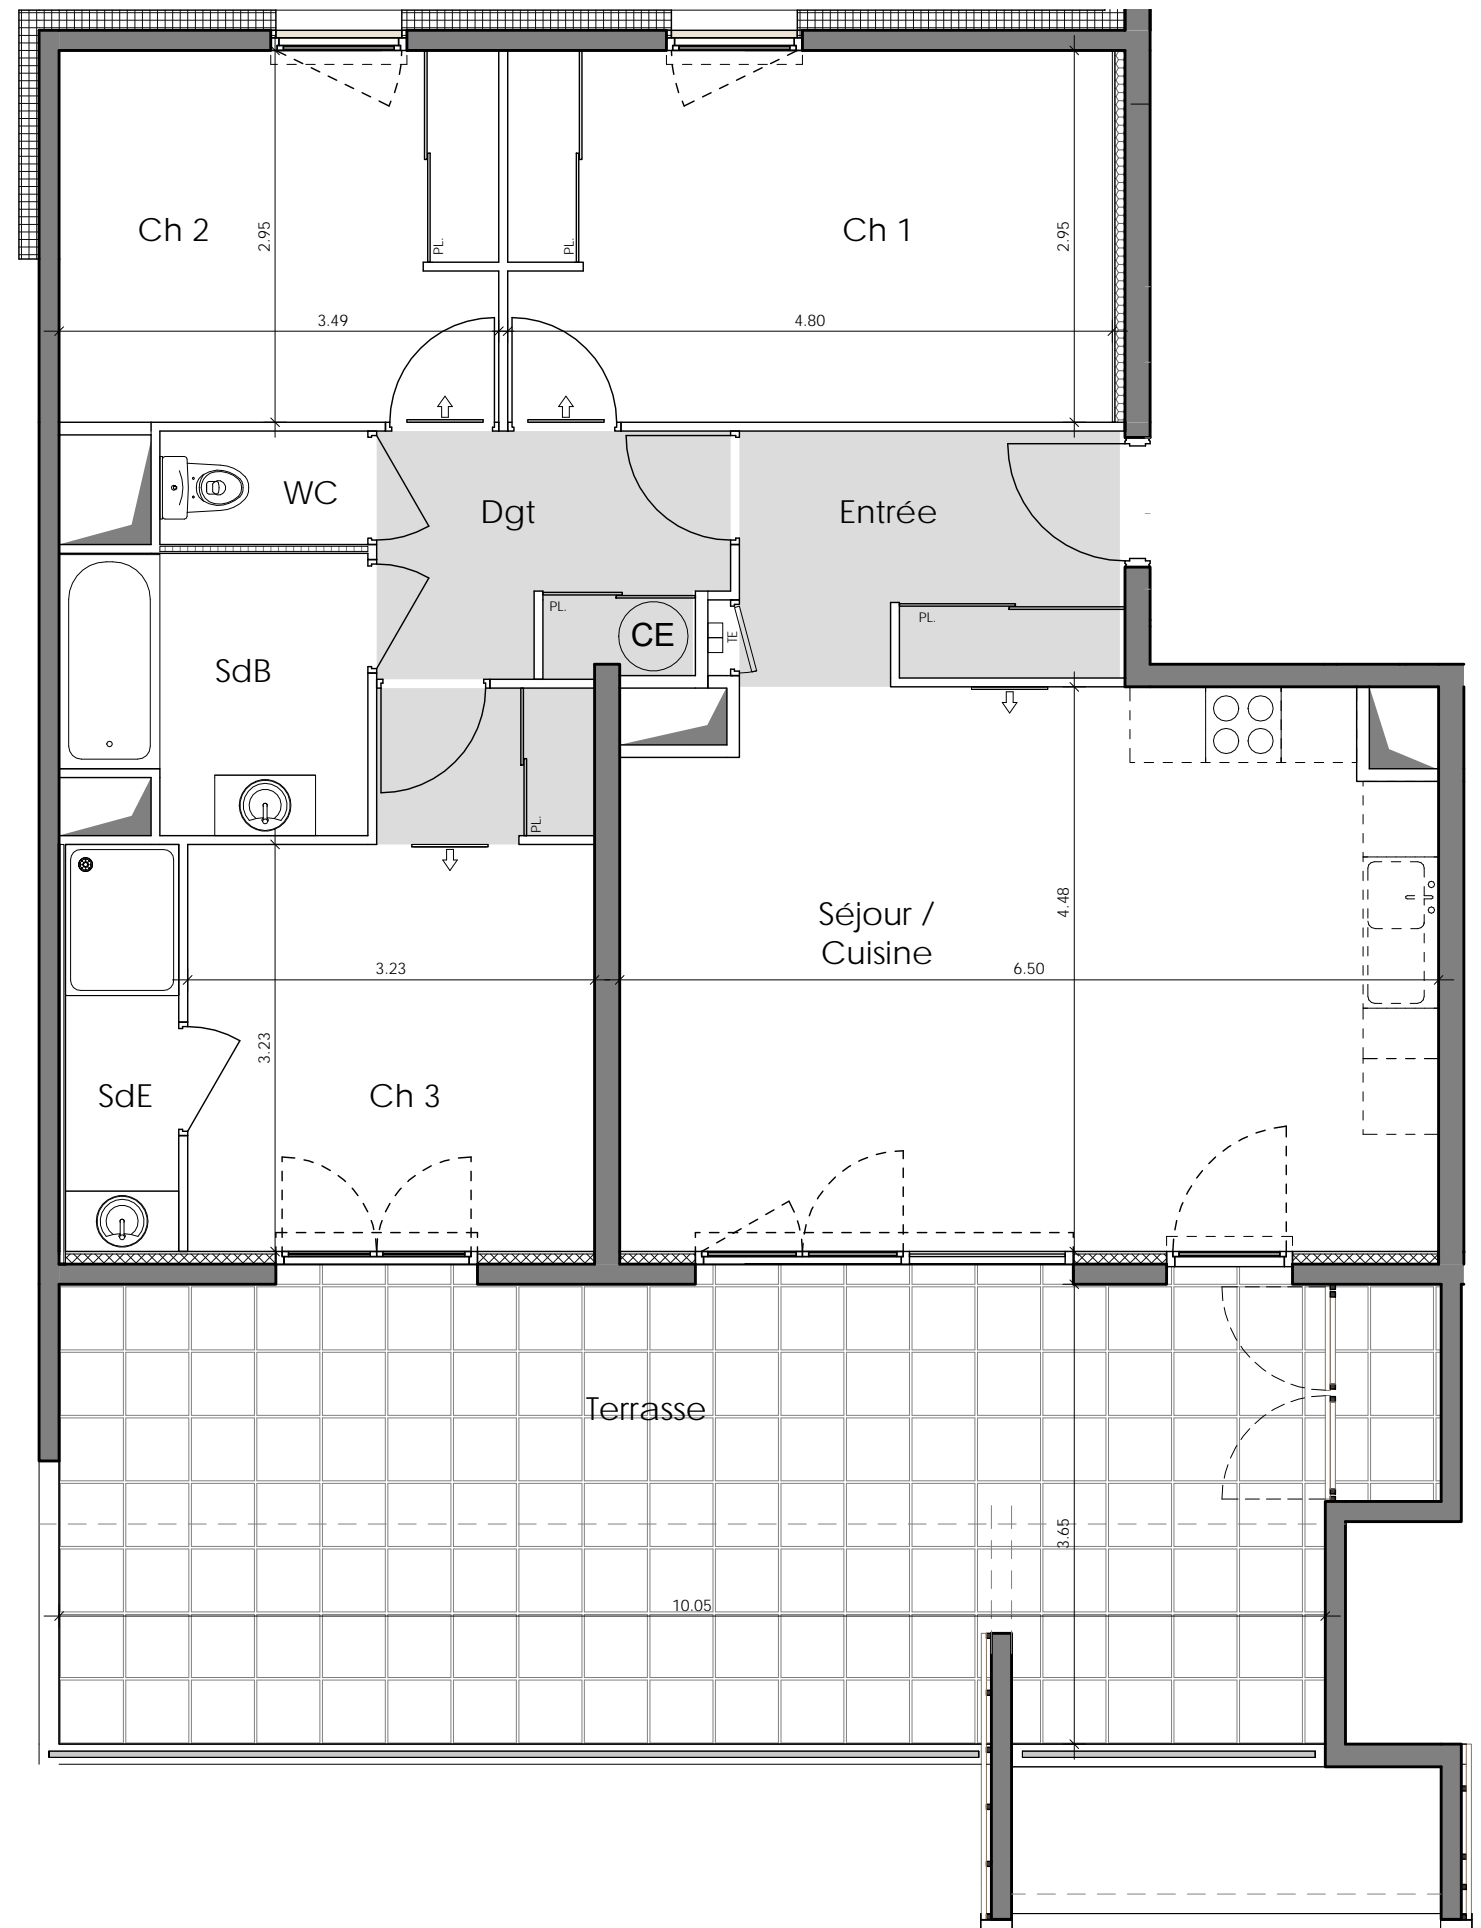 Ch 2
2.95
PL.
PL.
Ch 1
2.95
3.49
4.80
WC
Dgt
Entrée
PL.
CE
TE
PL.
SdB
PL.
Séjour /
Cuisine
4.48
3.23
6.50
3.23
SdE
Ch 3
Terrasse
3.65
10.05